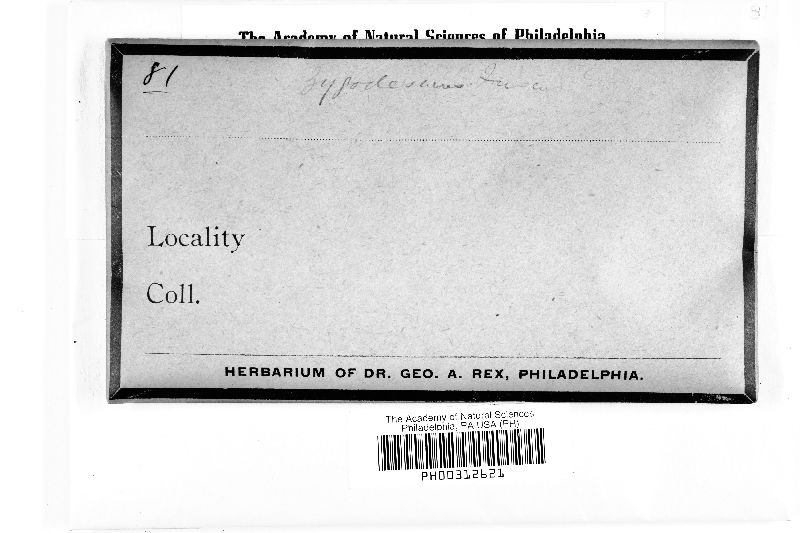 The Academy of Natural Sciences of Philadelphia
81
Locality
Coll.
HERBARIUM OF DR. GEO. A. REX, PHILADELPHIA.
The Academy of Natural Sciences
Philadelphia, PA USA (PH)
PH00312621